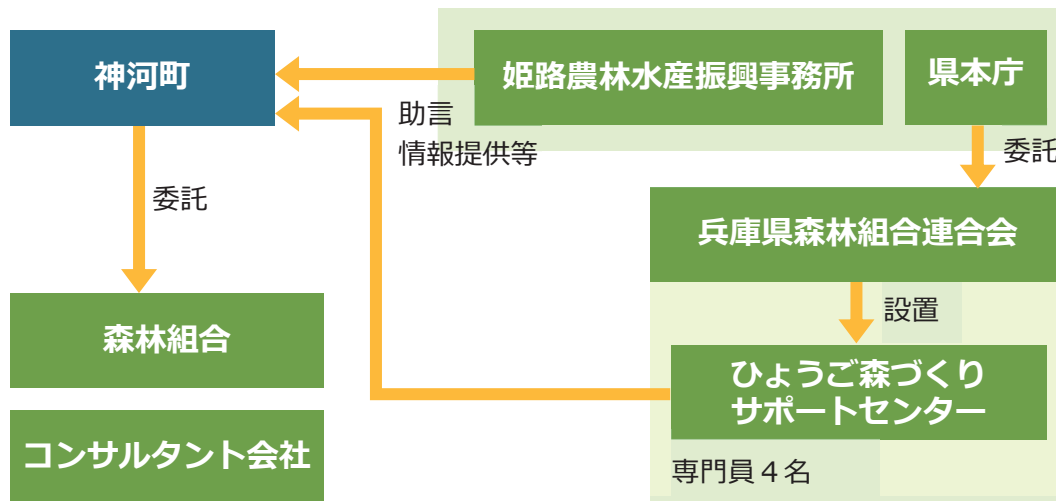 神河町
姫路農林水産振興事務所
県本庁
助言
情報提供等
委託
委託
兵庫県森林組合連合会
設置
森林組合
ひょうご森づくり
サポートセンター
コンサルタント会社
専門員４名